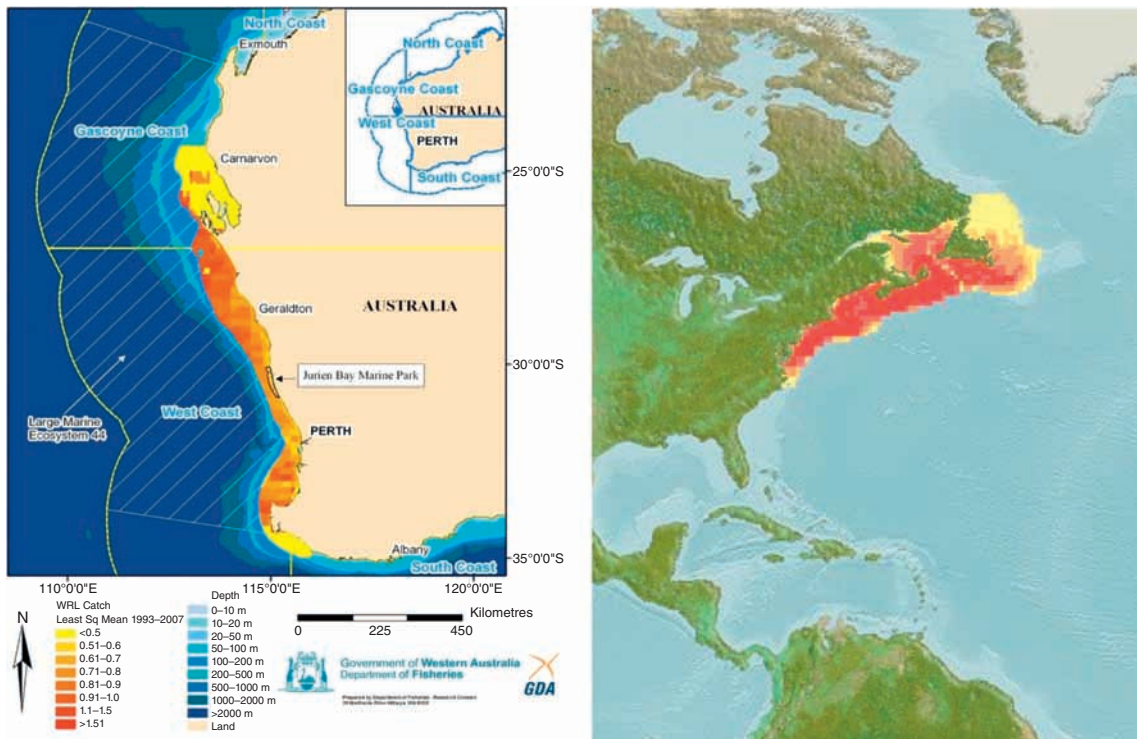 North Coast
Exmouth
Gascoyne Coast
Carnarvon
Geraldton
AUSTRALIA
Jurien Bay Marine Park
West Coast
Large Marine
Ecosystem 44
PERTH
Albany
South Coast
North Coast
Gascoyne Coast
AUSTRALIA
West Coast
PERTH
South Coast
25°0'0"S
30°0'0"S
35°0'0"S
110°0'0"E
115°0'0"E
120°0'0"E
N
WRL Catch
Least Sq Mean 1993–2007
<0.5
0.51–0.6
0.61–0.7
0.71–0.8
0.81–0.9
0.91–1.0
1.1–1.5
>1.51
Depth
0–10 m
10–20 m
20–50 m
50–100 m
100–200 m
200–500 m
500–1000 m
1000–2000 m
>2000 m
Land
Kilometres
0 225 450
Government of Western Australia
Department of Fisheries
GDA
Prepared by Department of Fisheries - Research